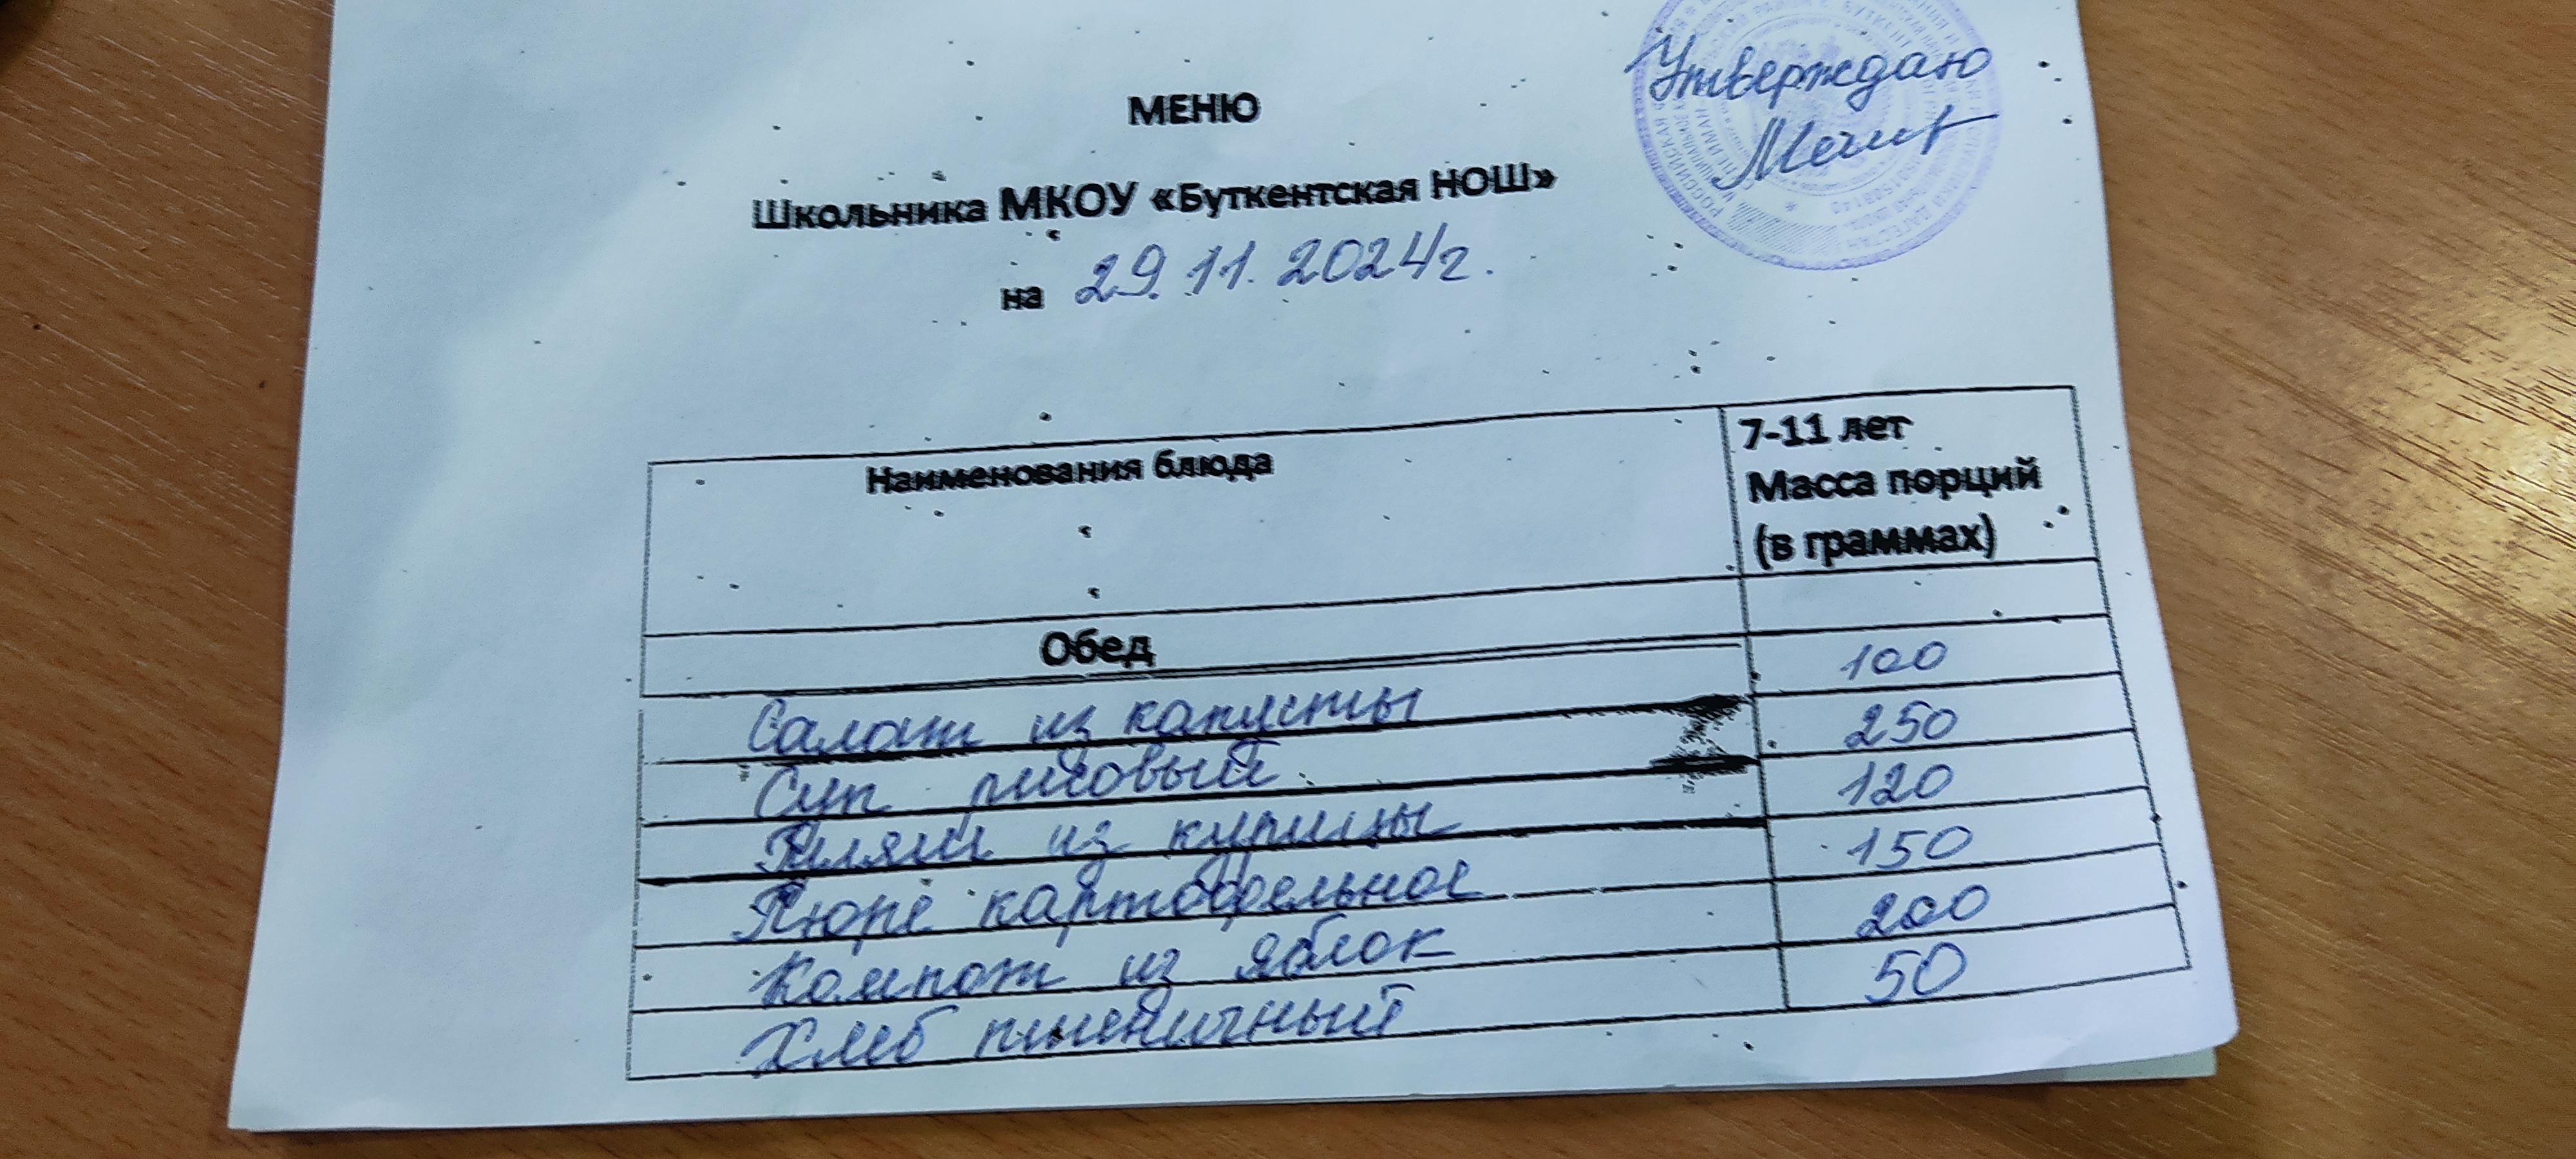 Утверждаю
МЕНЮ
Школьника МКОУ «Буткентская НОШ»
на 29.11.2024г.
Наименования блюда
7-11 лет
Масса порций
(в граммах)
Обед
Салат из капусты 100
Суп рисовый 250
Гуляш из курицы 120
Пюре картофельное 150
Компот из яблок 200
Хлеб пшеничный 50